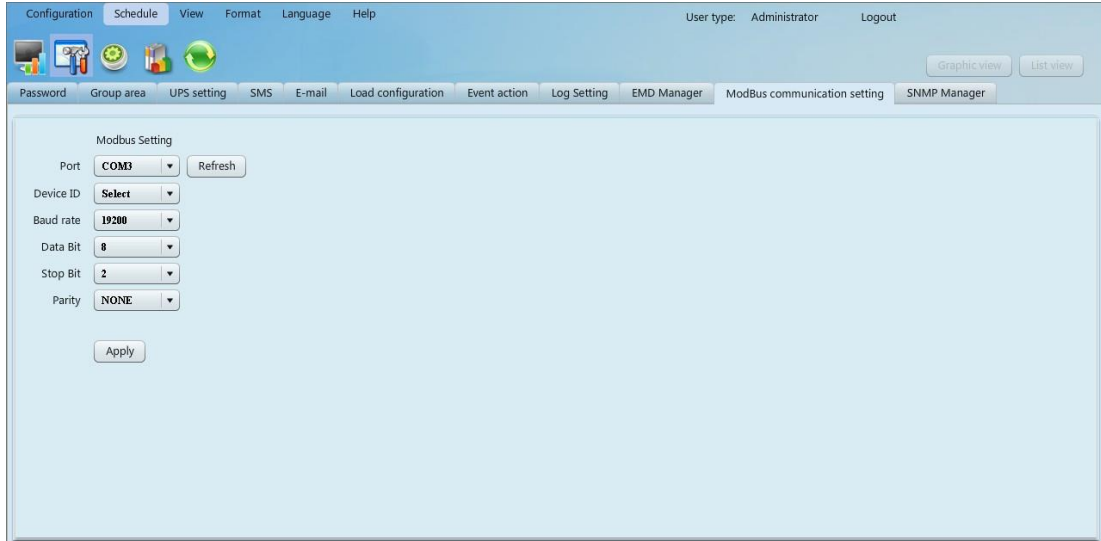 Configuration Schedule View Format Language Help User type: Administrator Logout
Graphic view List view
Password Group area UPS setting SMS E-mail Load configuration Event action Log Setting EMD Manager ModBus communication setting SNMP Manager
Modbus Setting
Port COM3 Refresh
Device ID Select
Baud rate 19200
Data Bit 8
Stop Bit 2
Parity NONE
Apply